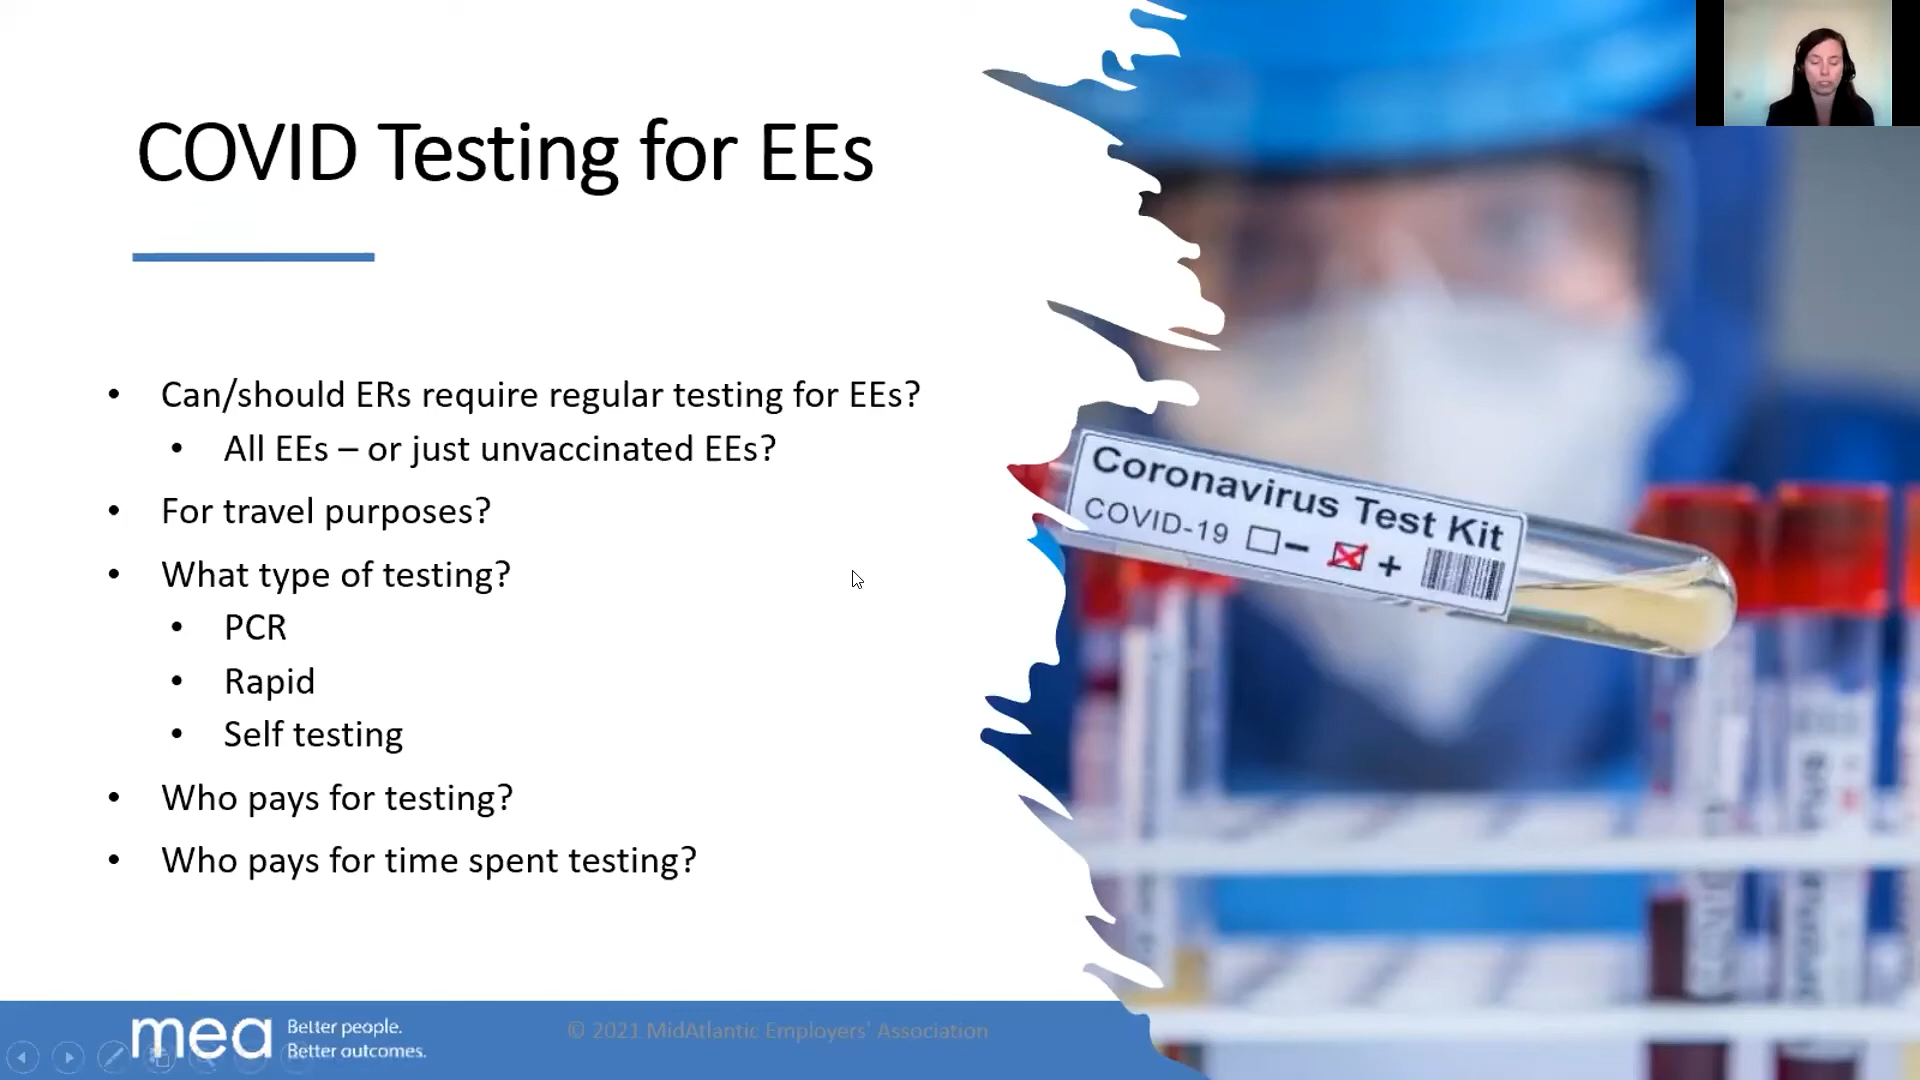 COVID Testing for EEs
• Can/should ERs require regular testing for EEs?
• All EEs – or just unvaccinated EEs?
• For travel purposes?
• What type of testing?
• PCR
• Rapid
• Self testing
• Who pays for testing?
• Who pays for time spent testing?
Coronavirus Test Kit
COVID-19 − +
mea
Better people.
Better outcomes.
© 2021 MidAtlantic Employers' Association